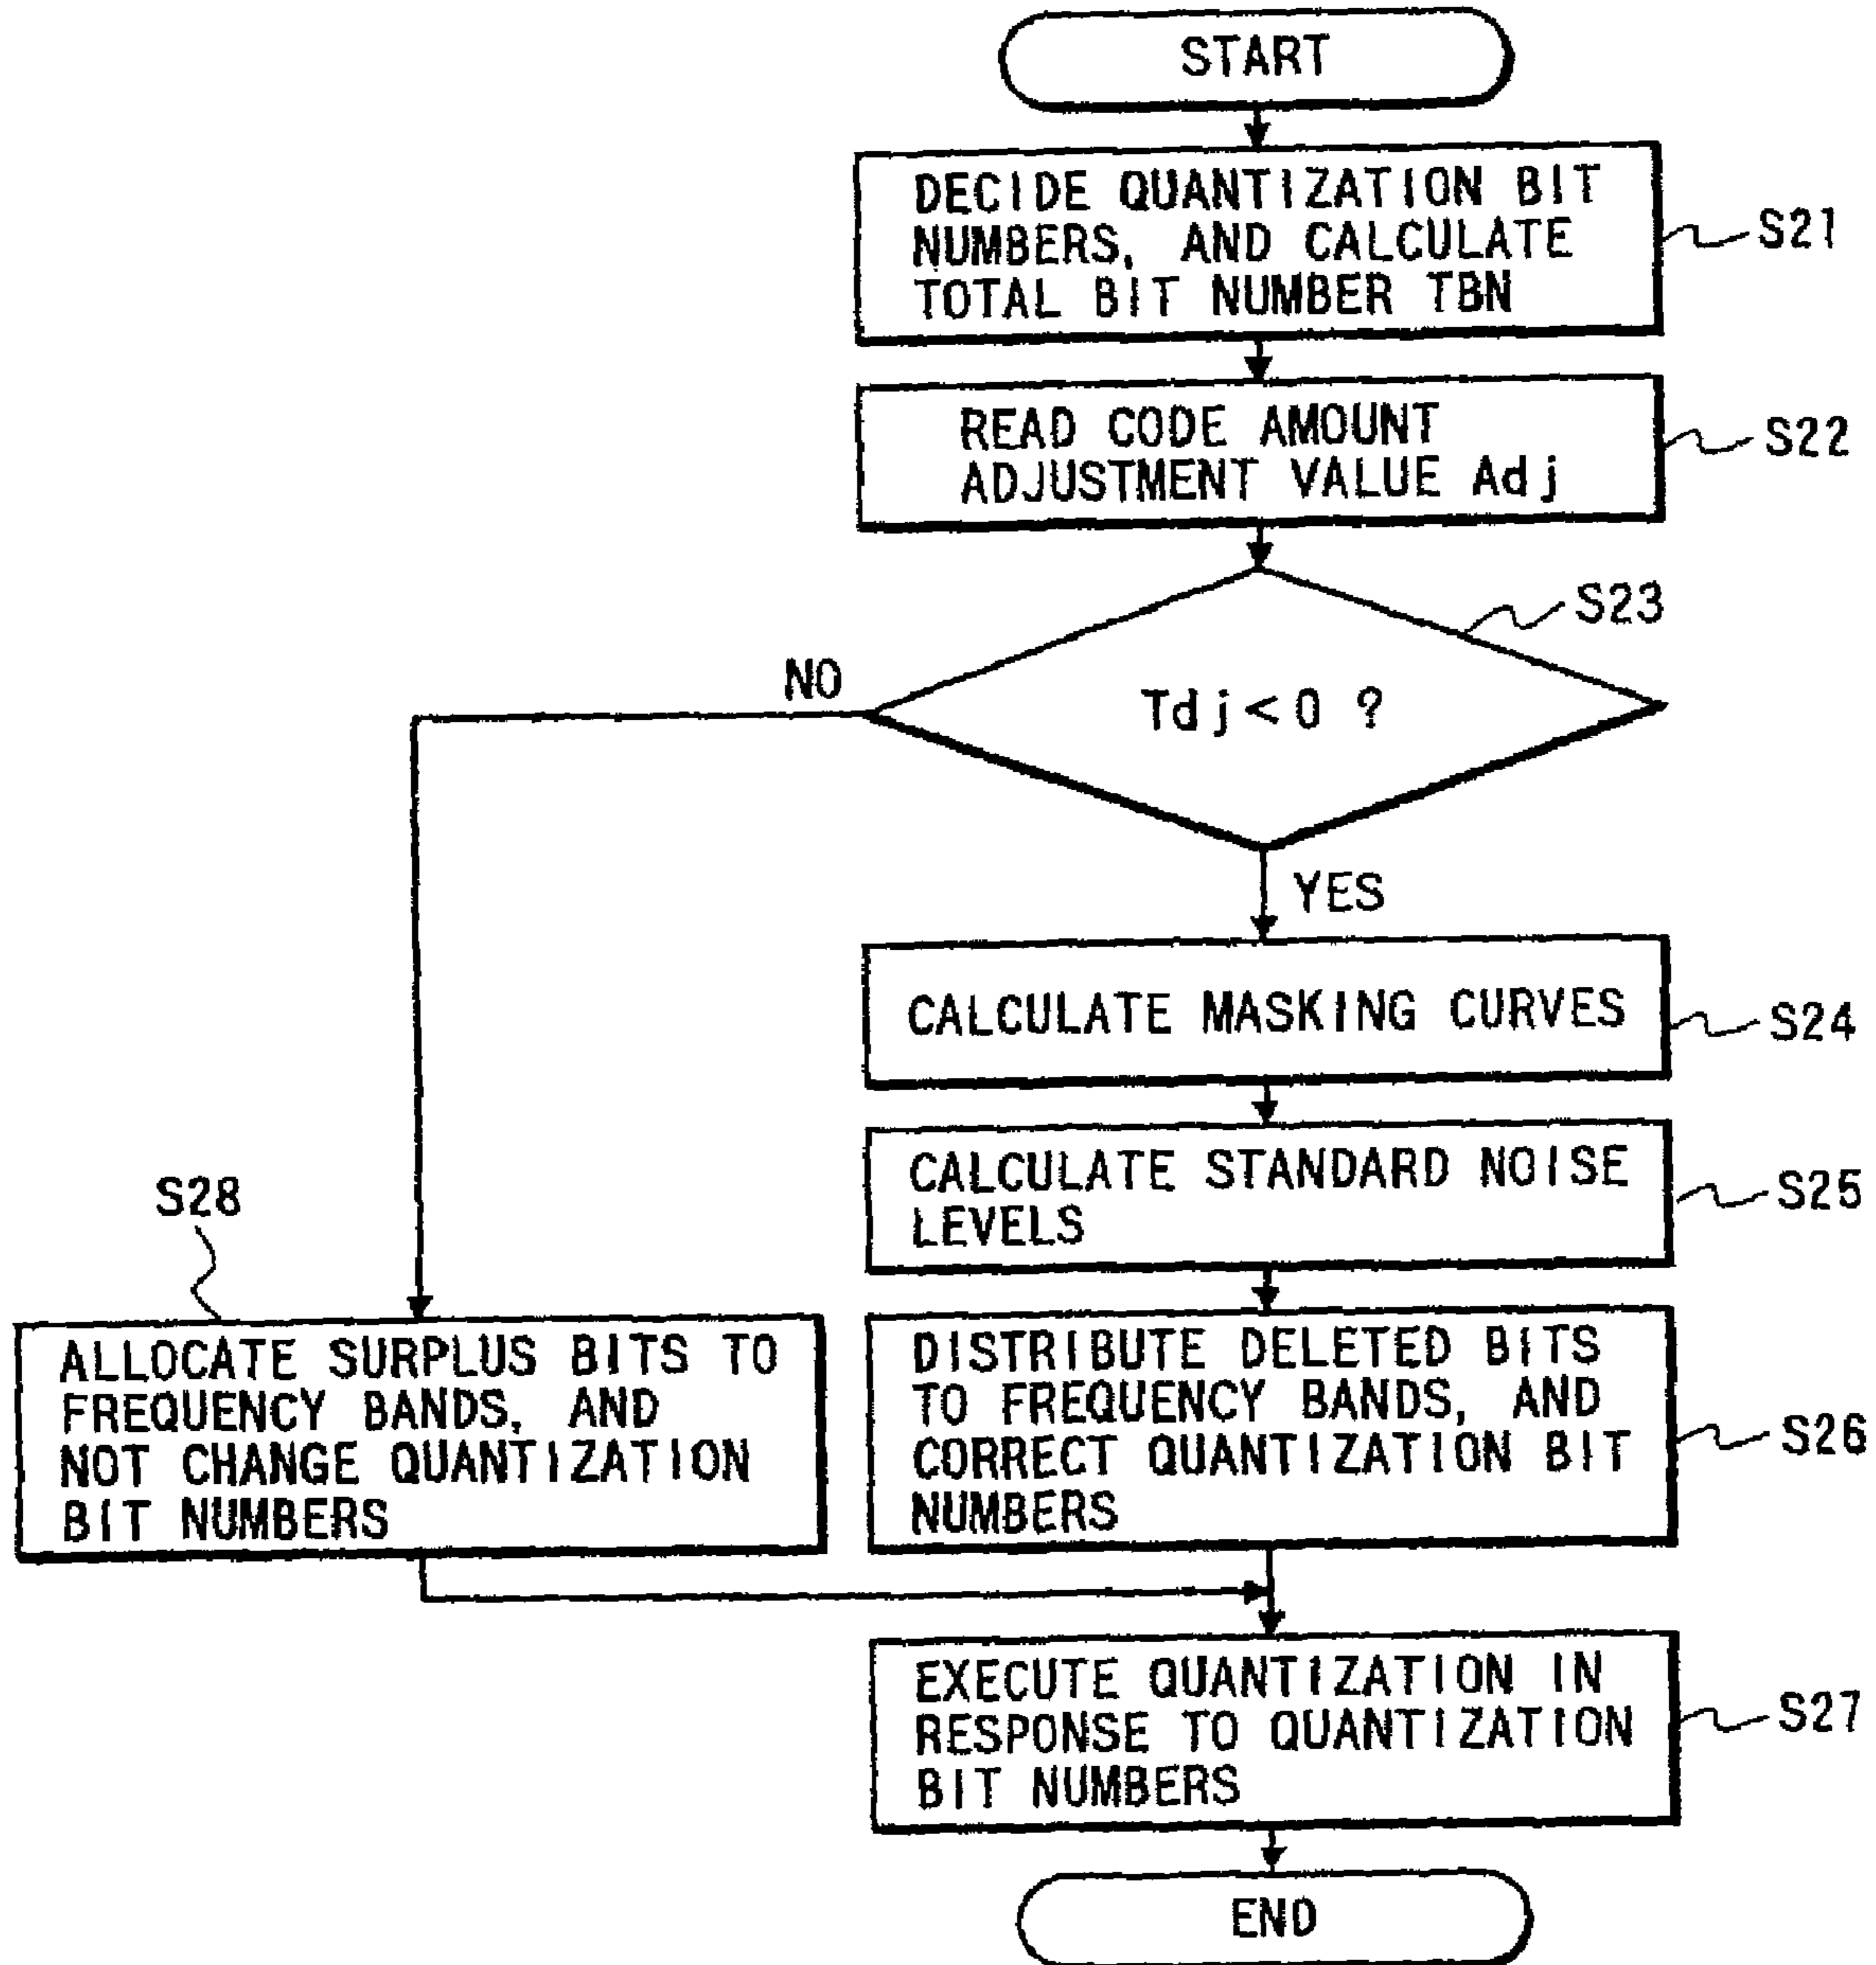 START
DECIDE QUANTIZATION BIT
NUMBERS, AND CALCULATE
TOTAL BIT NUMBER TBN
S21
READ CODE AMOUNT
ADJUSTMENT VALUE Adj
S22
S23
Tdj<0 ?
NO
YES
CALCULATE MASKING CURVES
S24
CALCULATE STANDARD NOISE
LEVELS
S25
S28
ALLOCATE SURPLUS BITS TO
FREQUENCY BANDS, AND
NOT CHANGE QUANTIZATION
BIT NUMBERS
DISTRIBUTE DELETED BITS
TO FREQUENCY BANDS, AND
CORRECT QUANTIZATION BIT
NUMBERS
S26
EXECUTE QUANTIZATION IN
RESPONSE TO QUANTIZATION
BIT NUMBERS
S27
END